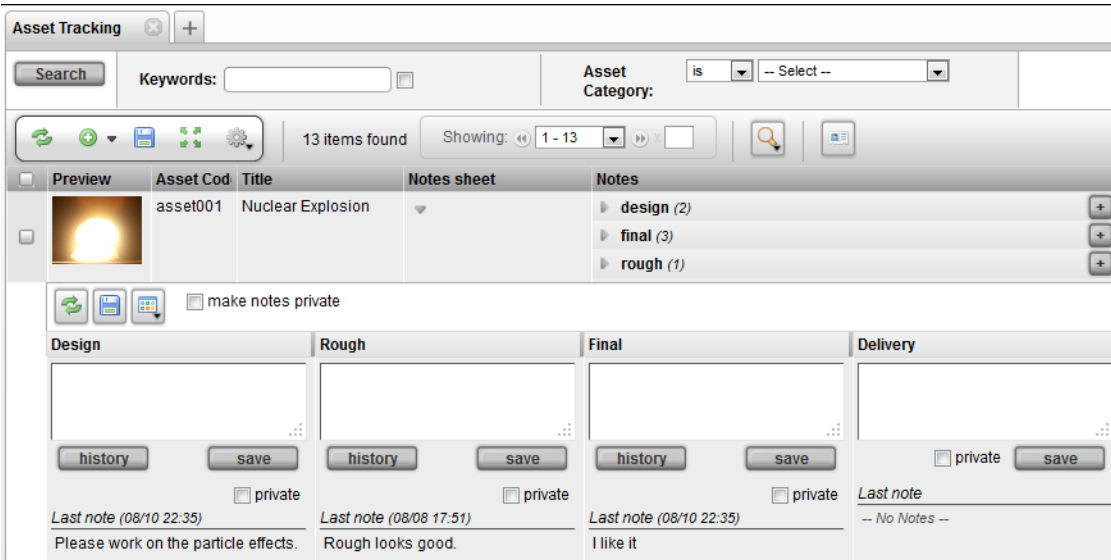 Asset Tracking +
Search Keywords: Asset Category: is -- Select --
13 items found Showing: 1 - 13 x
Preview Asset Cod Title Notes sheet Notes
asset001 Nuclear Explosion design (2) +
final (3) +
rough (1) +
make notes private
Design Rough Final Delivery
history save history save history save private save
private private private Last note
Last note (08/10 22:35) Last note (08/08 17:51) Last note (08/10 22:35) -- No Notes --
Please work on the particle effects. Rough looks good. I like it